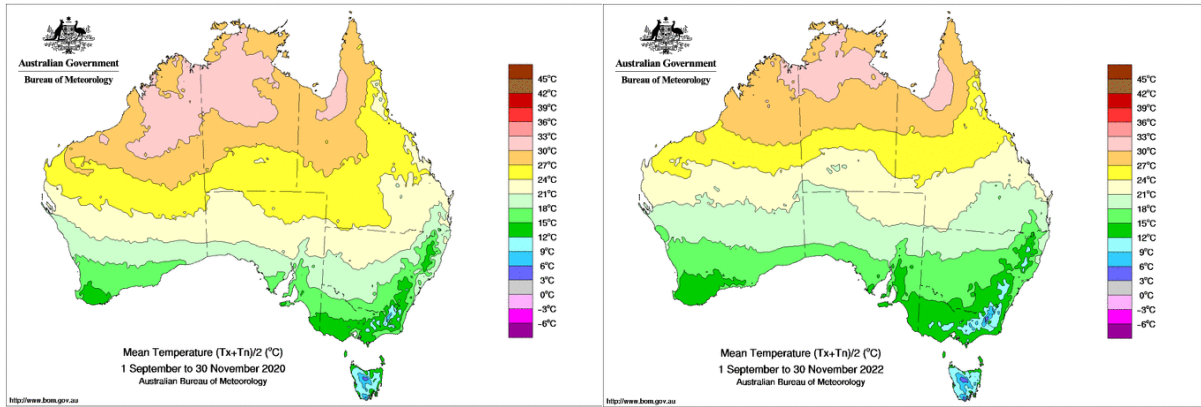 Australian Government
Bureau of Meteorology
45°C
42°C
39°C
36°C
33°C
30°C
27°C
24°C
21°C
18°C
15°C
12°C
9°C
6°C
3°C
0°C
-3°C
-6°C
Mean Temperature (Tx+Tn)/2 (°C)
1 September to 30 November 2020
Australian Bureau of Meteorology
http://www.bom.gov.au
Australian Government
Bureau of Meteorology
45°C
42°C
39°C
36°C
33°C
30°C
27°C
24°C
21°C
18°C
15°C
12°C
9°C
6°C
3°C
0°C
-3°C
-6°C
Mean Temperature (Tx+Tn)/2 (°C)
1 September to 30 November 2022
Australian Bureau of Meteorology
http://www.bom.gov.au